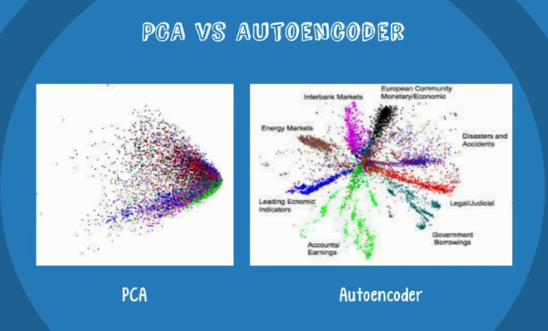 PCA VS AUTOENCODER
Interbank Markets
European Community
Monetary/Economic
Energy Markets
Disasters and
Accidents
Leading Ecnomic
Indicators
Legal/Judicial
Government
Borrowings
Accounts/
Earnings
PCA
Autoencoder